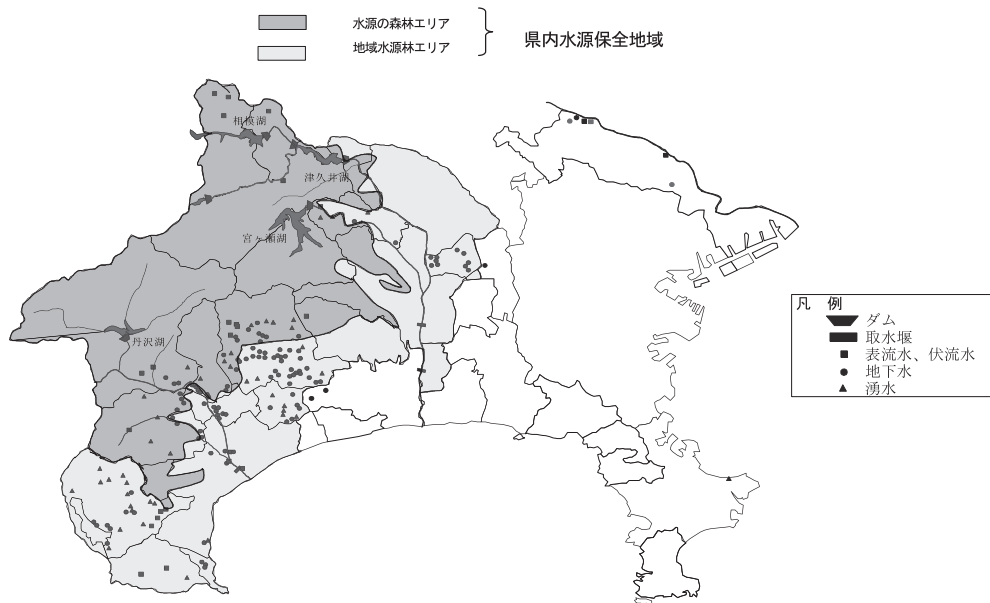 水源の森林エリア
地域水源林エリア
県内水源保全地域
相模湖
津久井湖
宮ヶ瀬湖
丹沢湖
凡 例
ダム
取水堰
表流水、伏流水
地下水
湧水